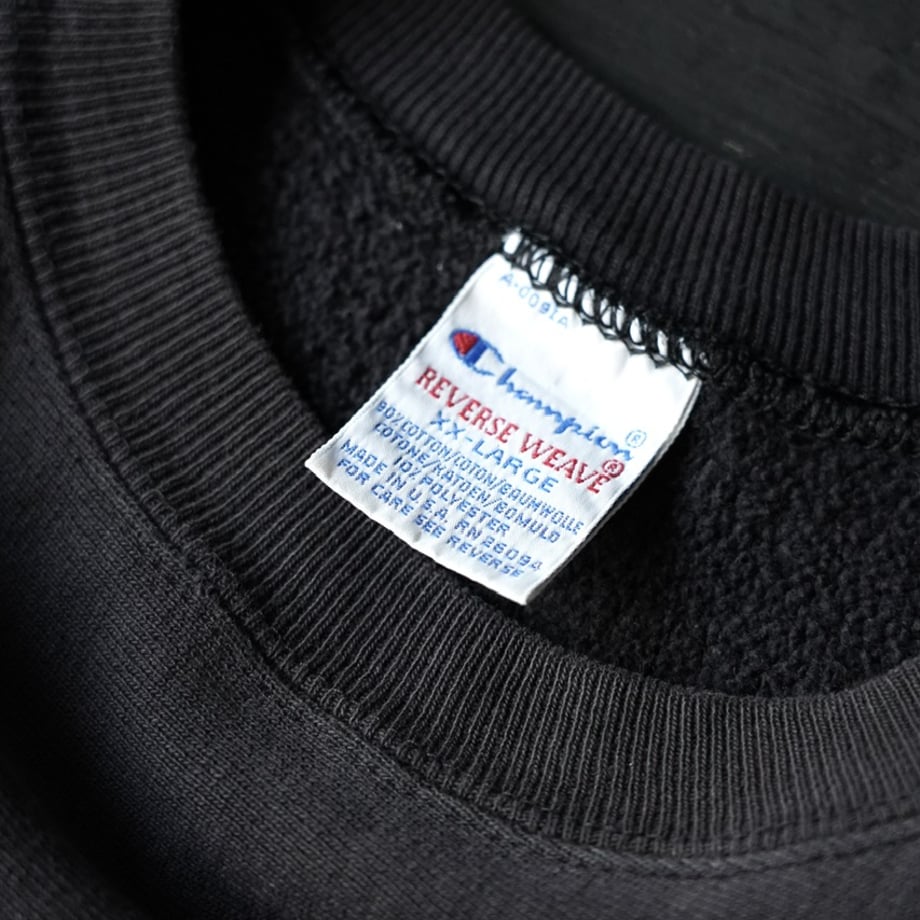 A-0091A
Champion®
REVERSE WEAVE®
XX-LARGE
90%COTTON/COTON/BAUMWOLLE
COTONE/KATOEN/BOMULD
10% POLYESTER
MADE IN U.S.A. RN 26094
FOR CARE SEE REVERSE